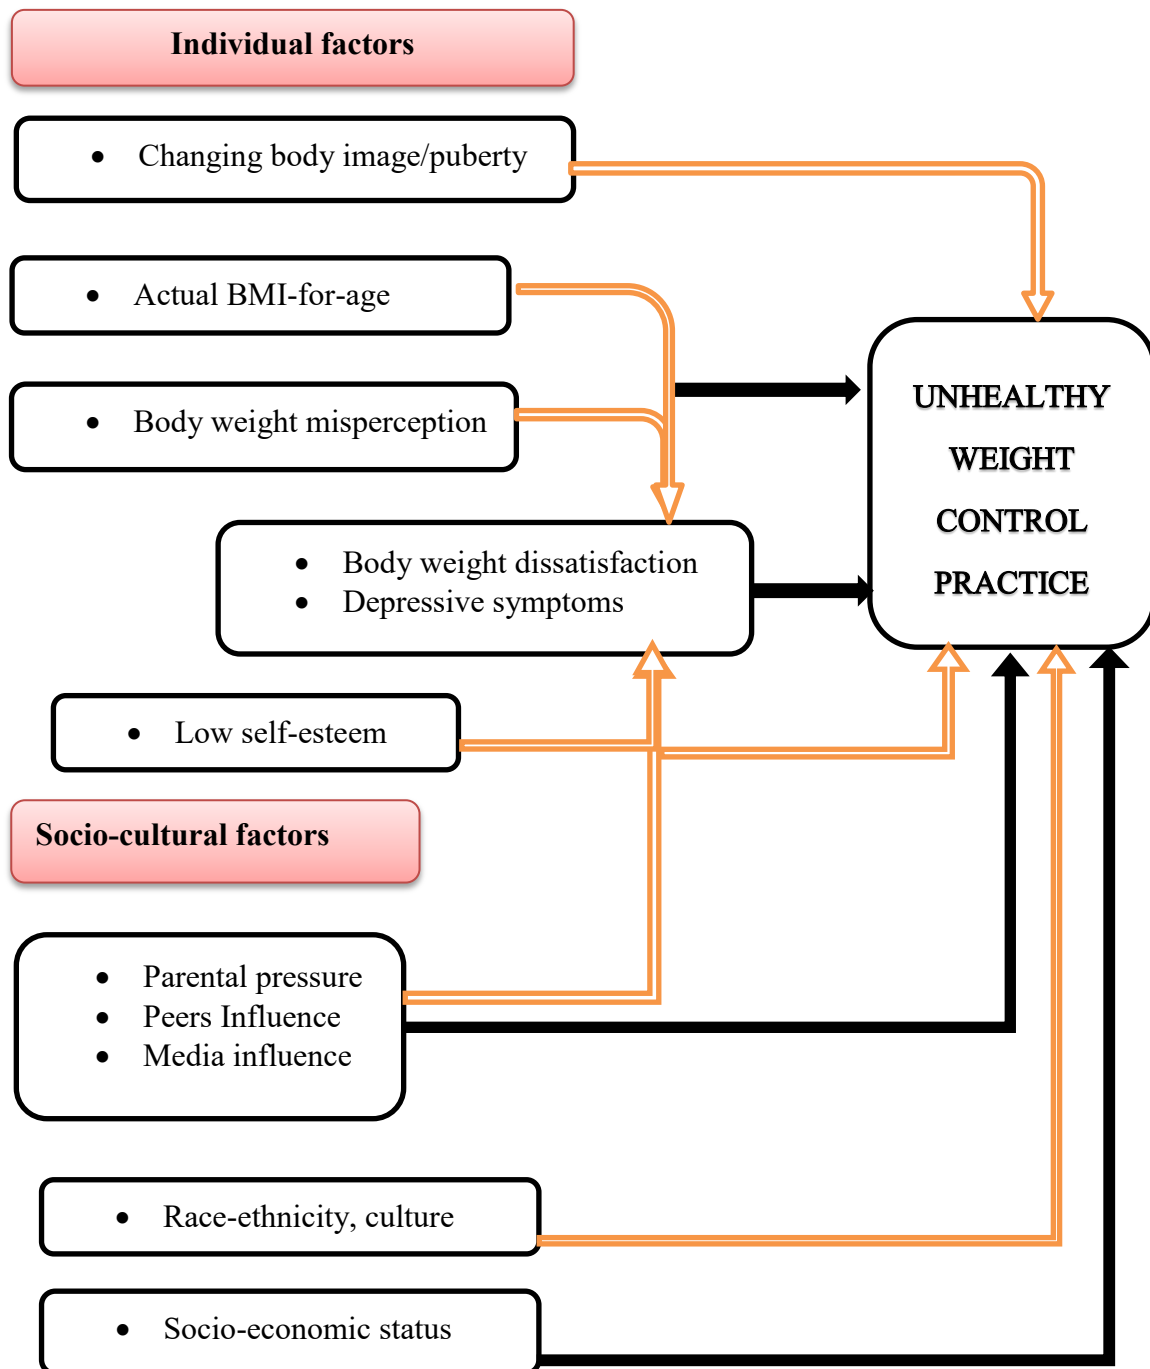 Individual factors
• Changing body image/puberty
• Actual BMI-for-age
• Body weight misperception
UNHEALTHY
WEIGHT
CONTROL
PRACTICE
• Body weight dissatisfaction
• Depressive symptoms
• Low self-esteem
Socio-cultural factors
• Parental pressure
• Peers Influence
• Media influence
• Race-ethnicity, culture
• Socio-economic status